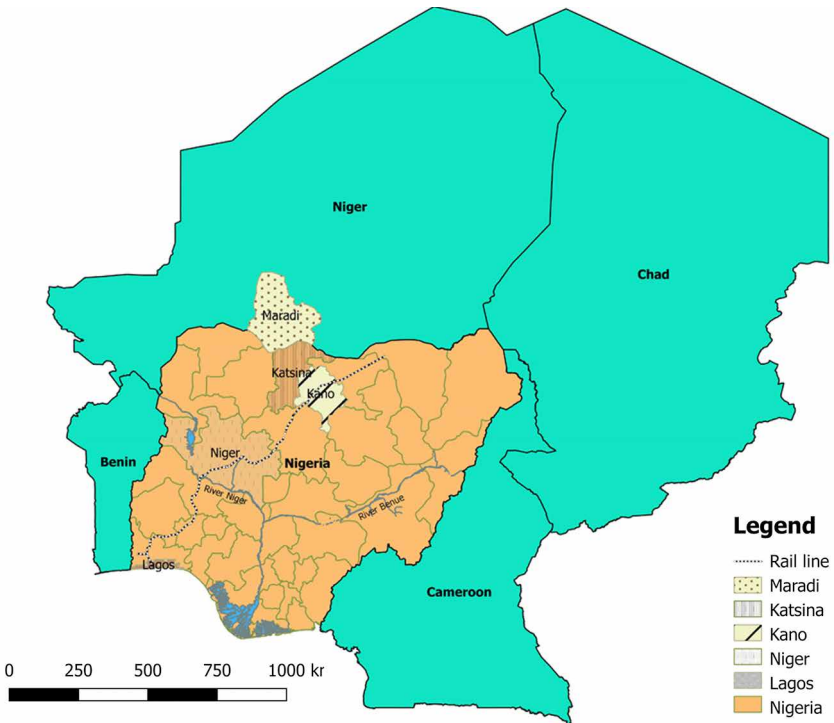 Niger
Chad
Maradi
Katsina
Kano
Niger
Benin
Nigeria
River Niger
River Benue
Lagos
Cameroon
Legend
Rail line
Maradi
Katsina
Kano
Niger
Lagos
Nigeria
0 250 500 750 1000 kr